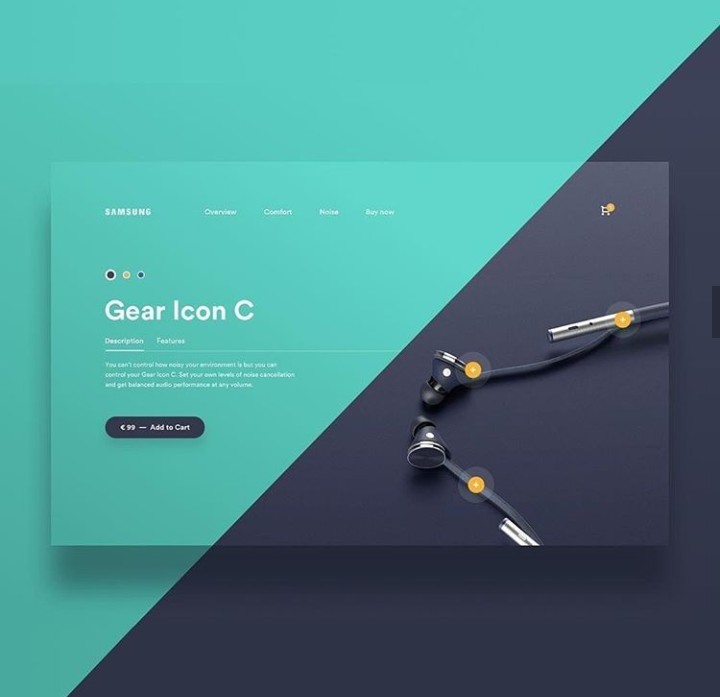 SAMSUNG
Overview
Comfort
Noise
Buy now
Gear Icon C
Description
Features
You can't control how noisy your environment is but you can
control your Gear Icon C. Set your own levels of noise cancellation
and get balanced audio performance at any volume.
€ 99 — Add to Cart